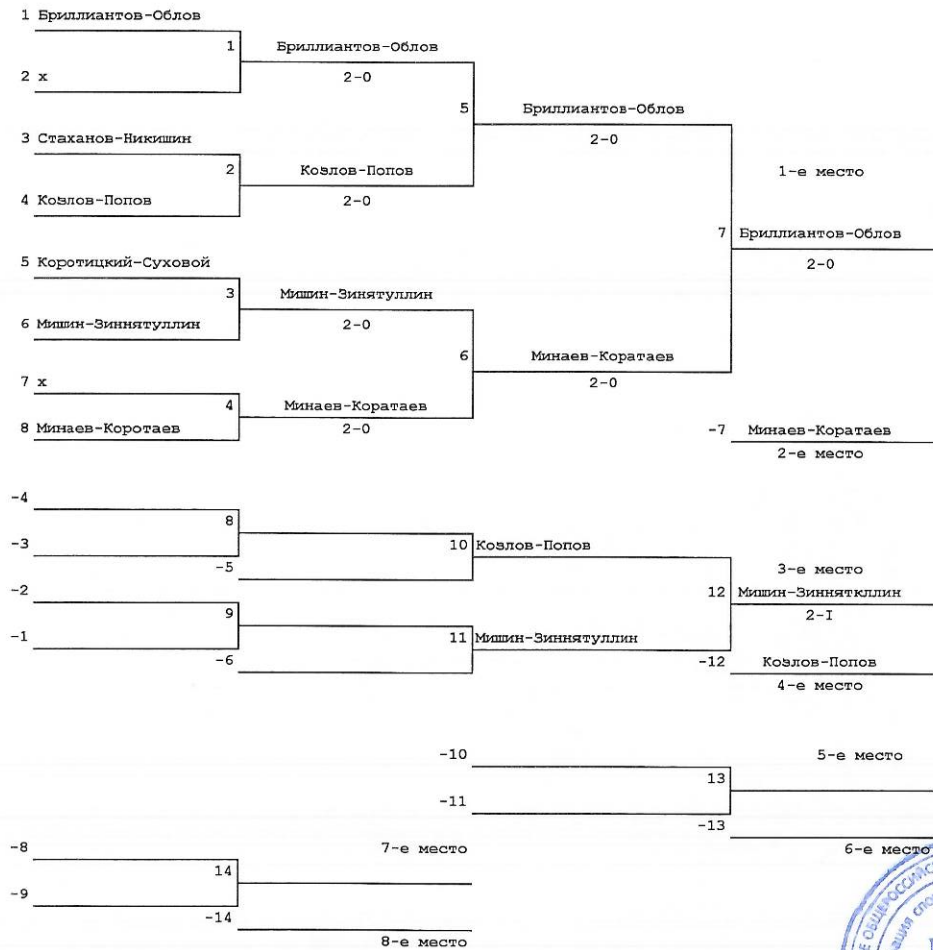 1 Бриллиантов-Облов
1 Бриллиантов-Облов
2 x 2-0
5 Бриллиантов-Облов
3 Стаханов-Никишин 2-0
2 Козлов-Попов 1-е место
4 Козлов-Попов 2-0
7 Бриллиантов-Облов
5 Коротицкий-Суховой 2-0
3 Мишин-Зинятуллин
6 Мишин-Зиннятуллин 2-0
6 Минаев-Коратаев
7 x 2-0
4 Минаев-Коратаев
8 Минаев-Коротаев 2-0 -7 Минаев-Коратаев
2-е место
-4
8
-3 10 Козлов-Попов
-5 3-е место
-2 12 Мишин-Зинняткллин
9 2-I
-1 11 Мишин-Зиннятуллин
-6 -12 Козлов-Попов
4-е место
-10 5-е место
13
-11
-13
-8 7-е место 6-е место
14
-9
-14
8-е место